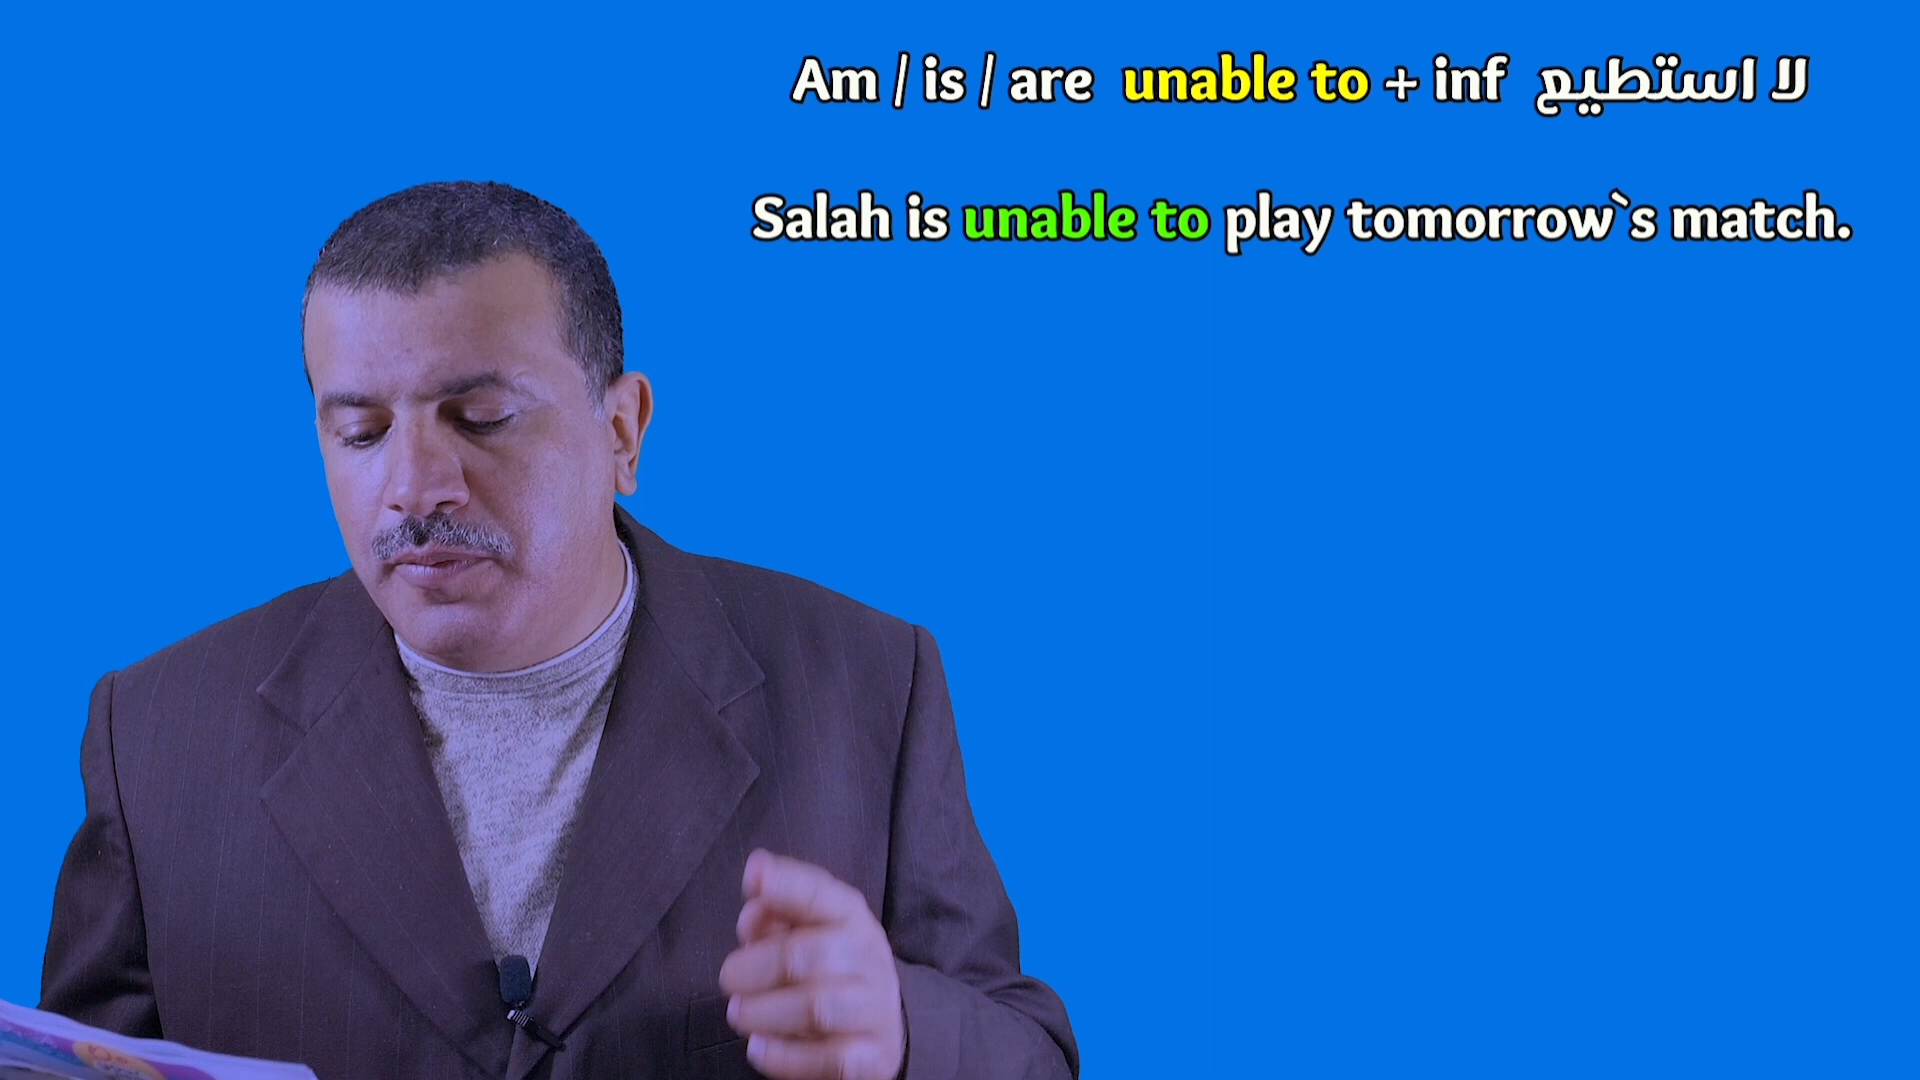 Am / is / are unable to + inf لا استطيع
Salah is unable to play tomorrow`s match.